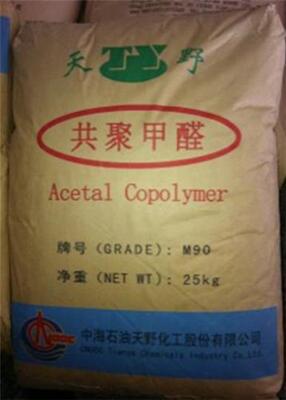 天 TY 野
共聚甲醛
Acetal Copolymer
牌号(GRADE): M90
净重(NET WT): 25kg
中海石油天野化工股份有限公司
CNOOC Tianye Chemicals Industry Co Ltd.